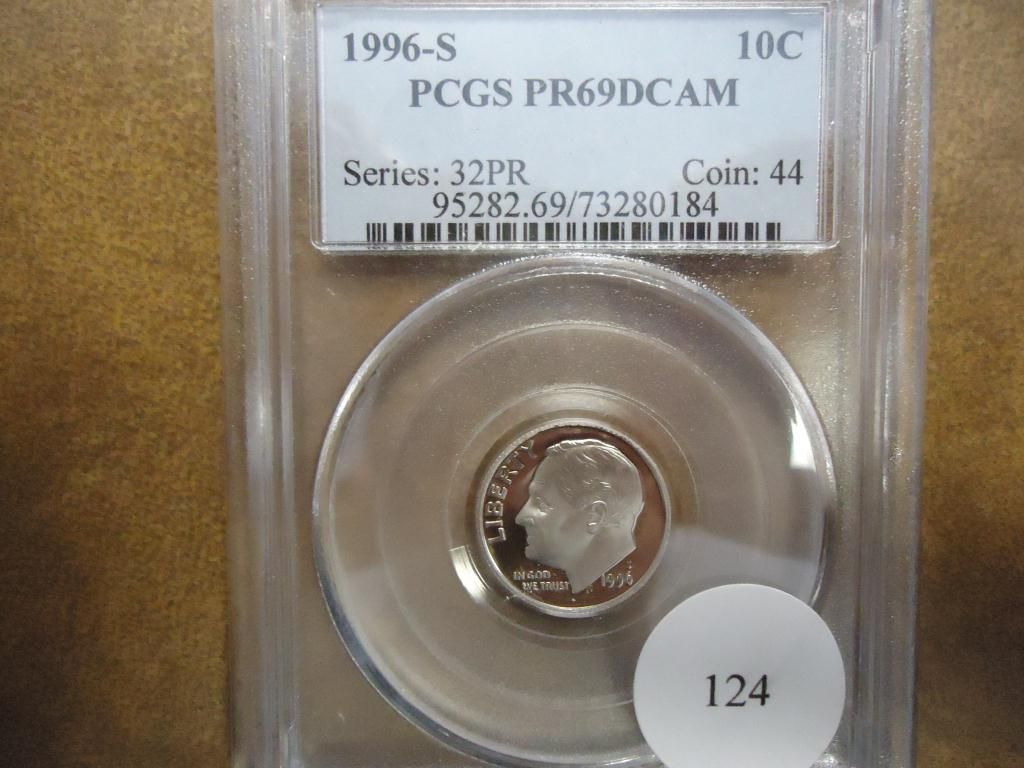 1996-S 10C
PCGS PR69DCAM
Series: 32PR Coin: 44
95282.69/73280184
LIBERTY
IN GOD
WE TRUST
1996
124